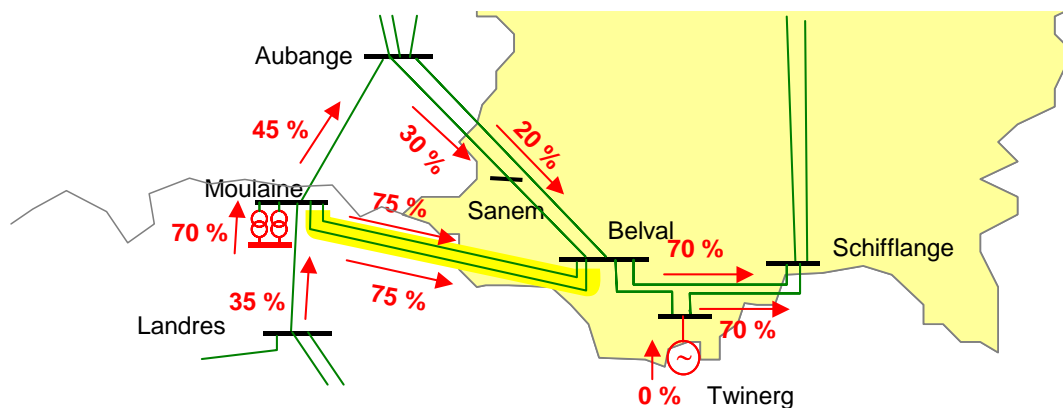 Aubange
45 %
30 %
20 %
Moulaine
75 %
Sanem
70 %
Belval
70 %
Schifflange
75 %
35 %
Landres
70 %
0 %
~
Twinerg